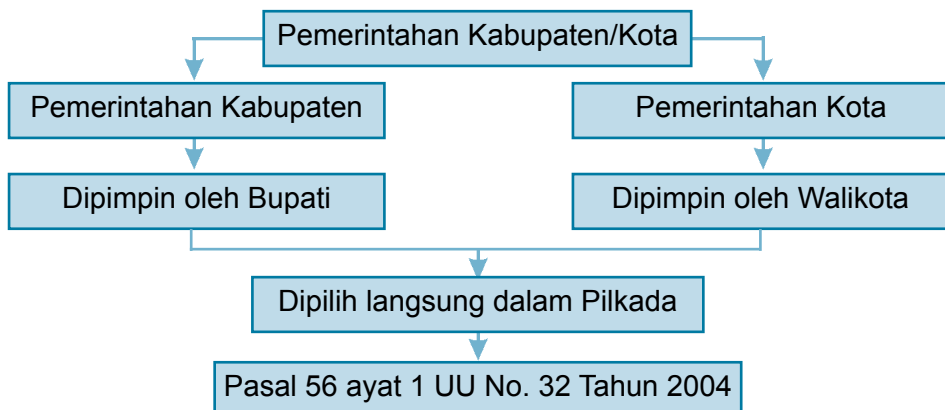 Pemerintahan Kabupaten/Kota
Pemerintahan Kabupaten
Pemerintahan Kota
Dipimpin oleh Bupati
Dipimpin oleh Walikota
Dipilih langsung dalam Pilkada
Pasal 56 ayat 1 UU No. 32 Tahun 2004